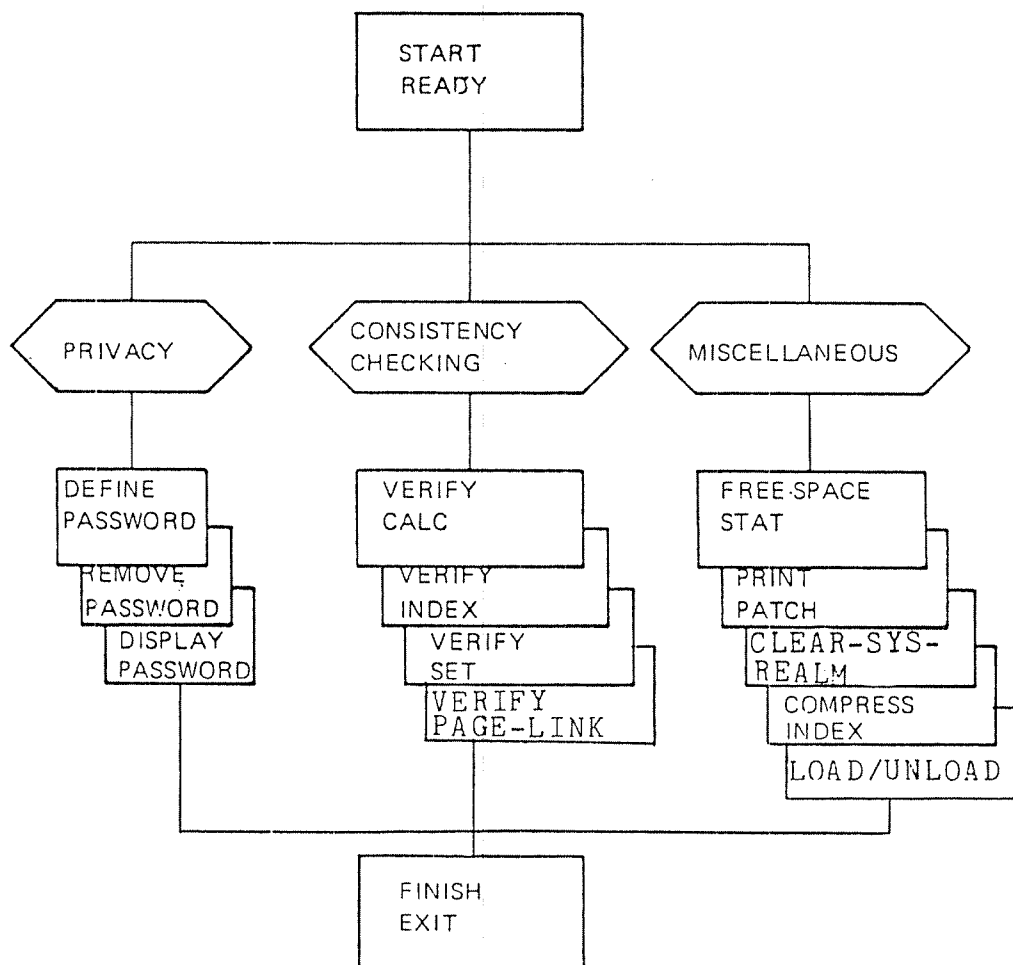 START
READY
PRIVACY
CONSISTENCY
CHECKING
MISCELLANEOUS
DEFINE
PASSWORD
REMOVE
PASSWORD
DISPLAY
PASSWORD
VERIFY
CALC
VERIFY
INDEX
VERIFY
SET
VERIFY
PAGE-LINK
FREE-SPACE
STAT
PRINT
PATCH
CLEAR-SYS-
REALM
COMPRESS
INDEX
LOAD/UNLOAD
FINISH
EXIT